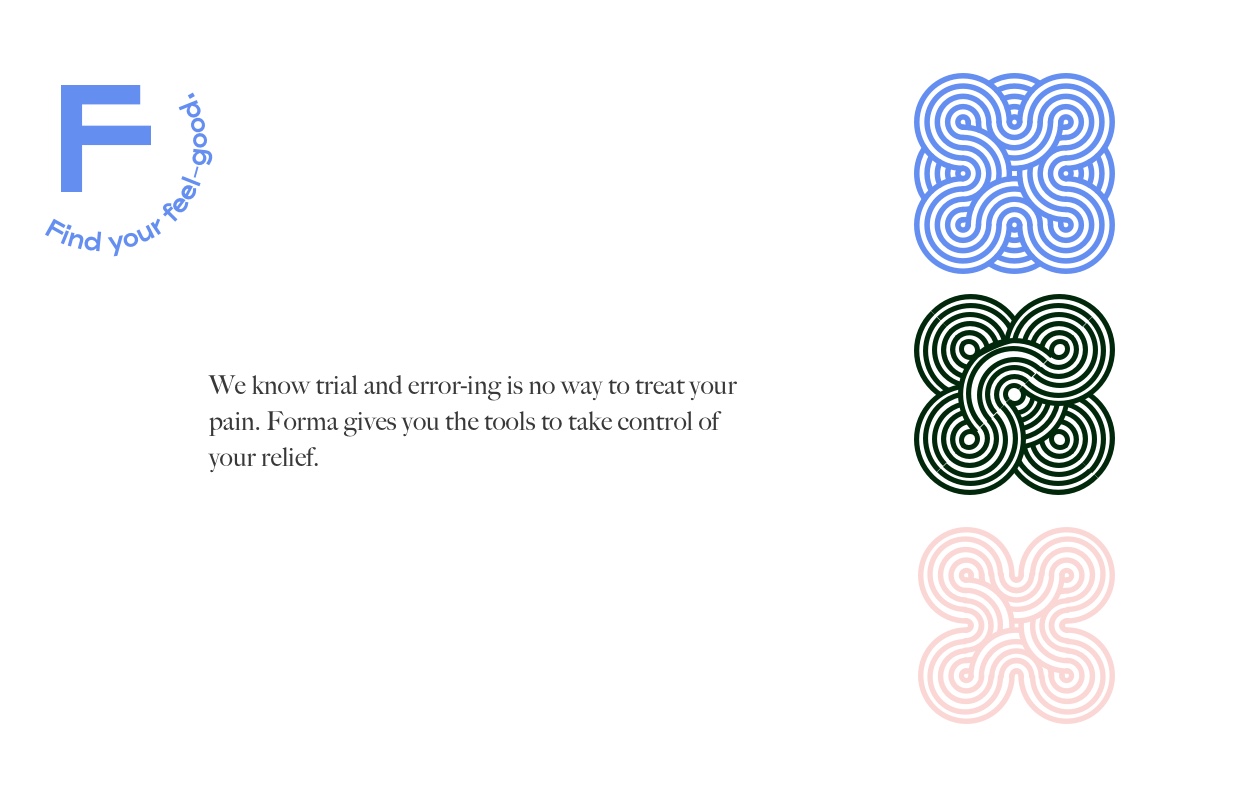 F
Find your feel-good.
We know trial and error-ing is no way to treat your
pain. Forma gives you the tools to take control of
your relief.